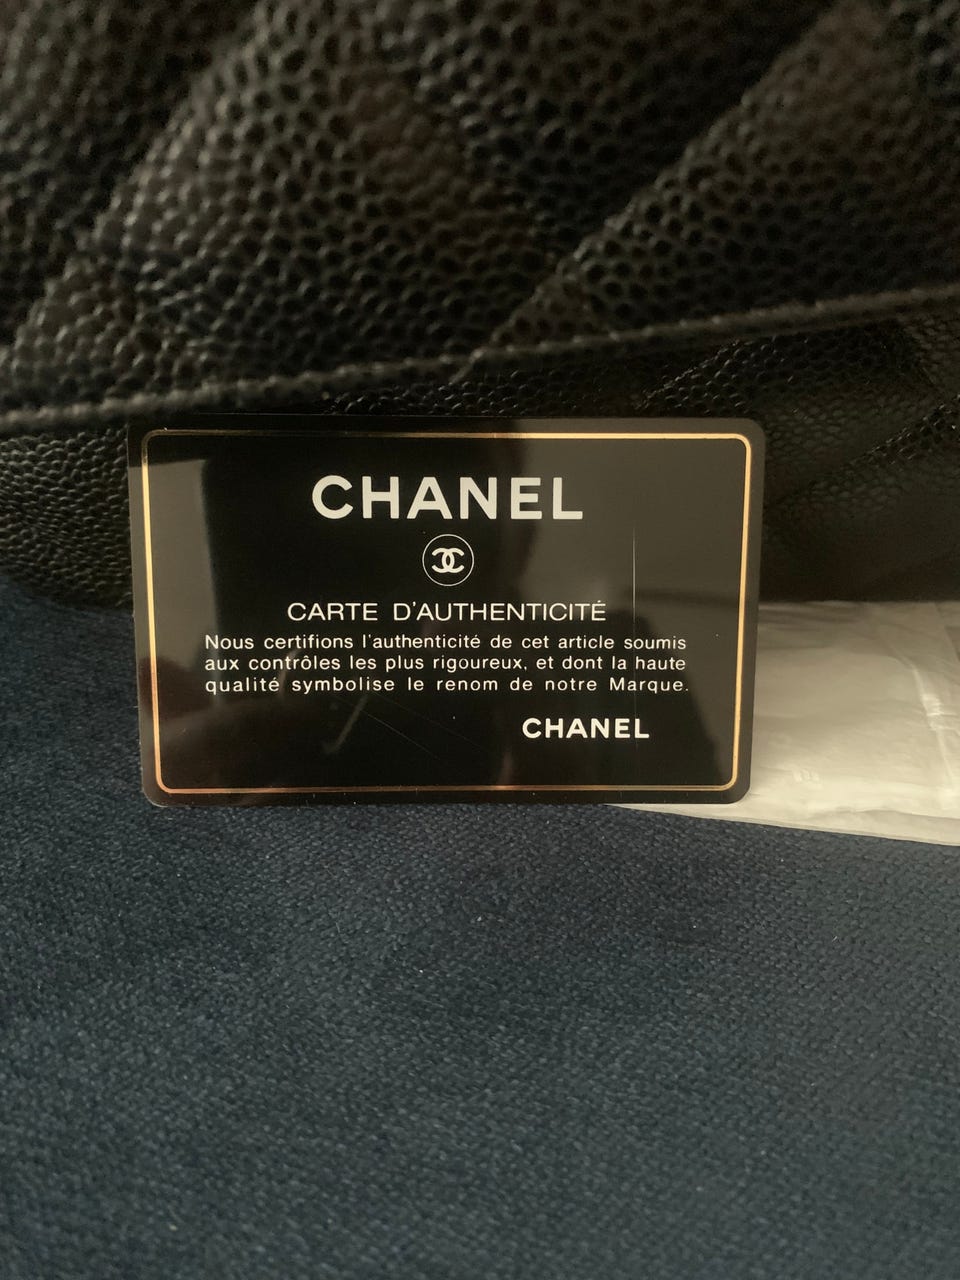 CHANEL
CARTE D'AUTHENTICITÉ
Nous certifions l'authenticité de cet article soumis
aux contrôles les plus rigoureux, et dont la haute
qualité symbolise le renom de notre Marque.
CHANEL